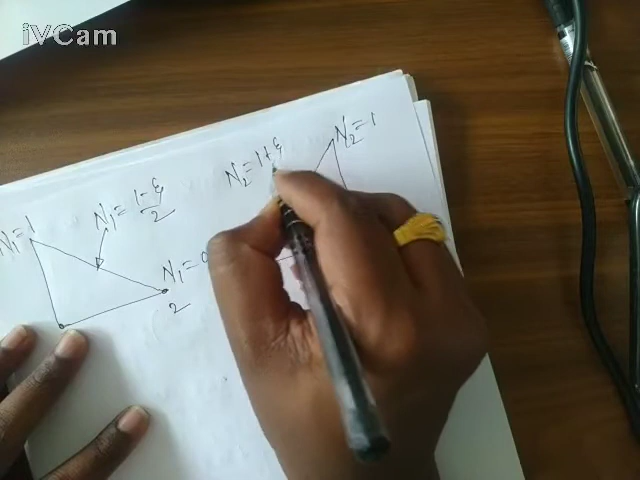 iVCam
N₁=1
N₁ = 1-ξ/2
N₁=0
2
N₂=1+ξ
N₂=1